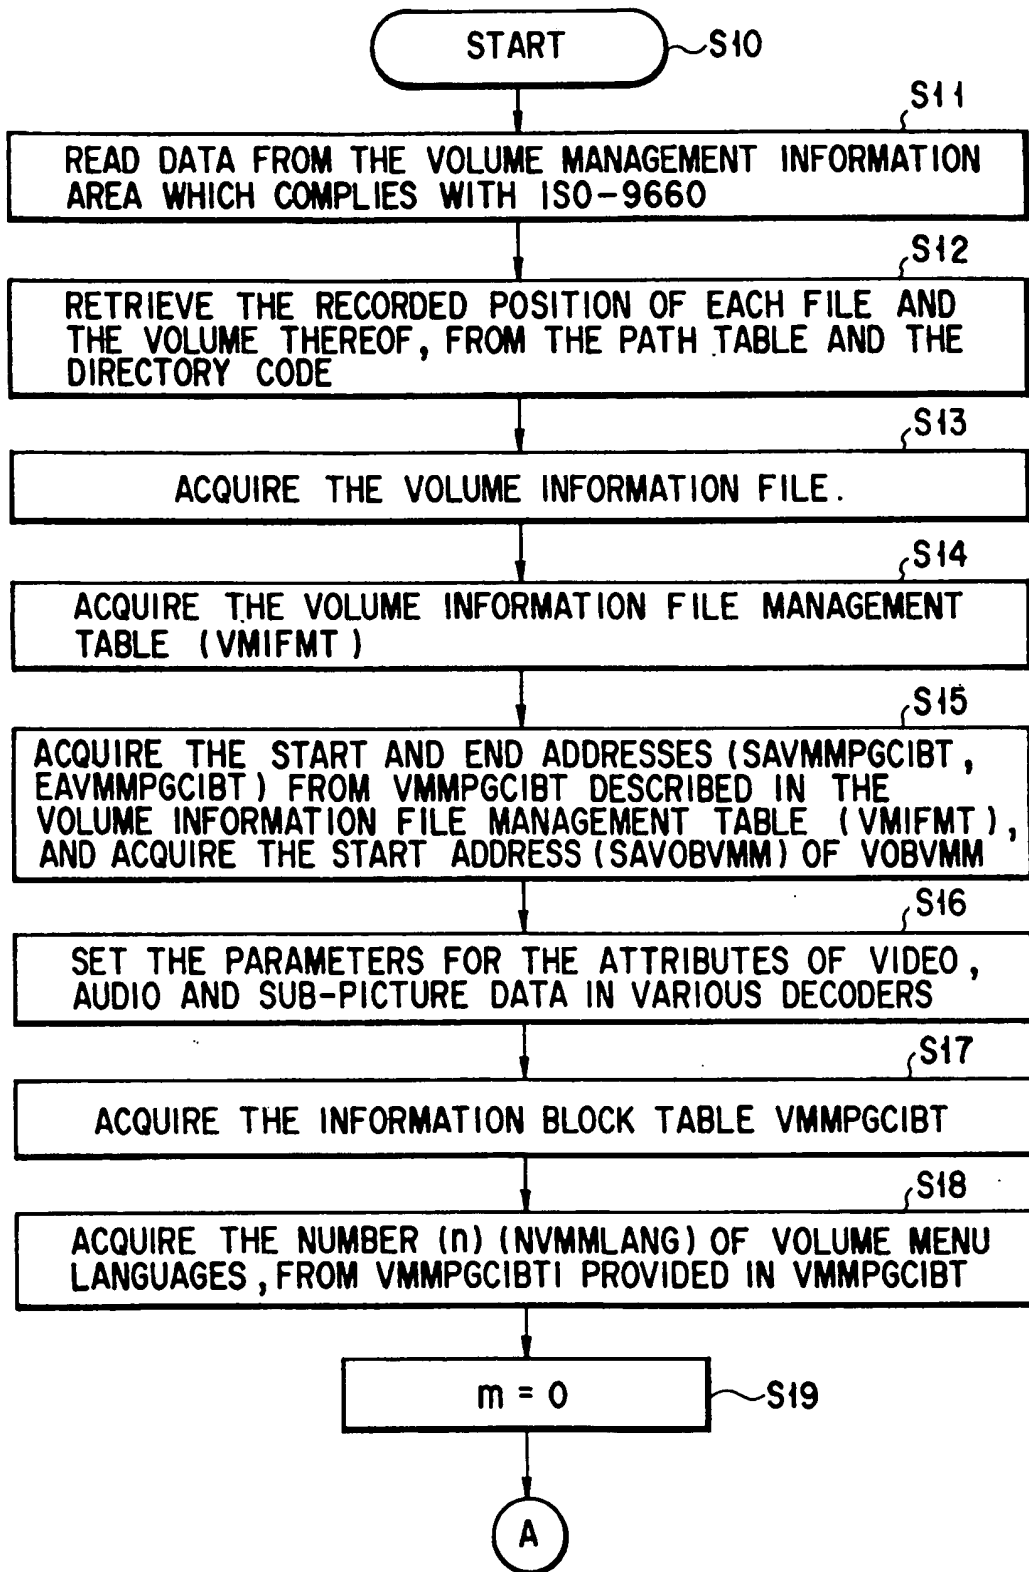 START
S10
S11
READ DATA FROM THE VOLUME MANAGEMENT INFORMATION
AREA WHICH COMPLIES WITH ISO-9660
S12
RETRIEVE THE RECORDED POSITION OF EACH FILE AND
THE VOLUME THEREOF, FROM THE PATH TABLE AND THE
DIRECTORY CODE
S13
ACQUIRE THE VOLUME INFORMATION FILE.
S14
ACQUIRE THE VOLUME INFORMATION FILE MANAGEMENT
TABLE (VMIFMT)
S15
ACQUIRE THE START AND END ADDRESSES (SAVMMPGCIBT,
EAVMMPGCIBT) FROM VMMPGCIBT DESCRIBED IN THE
VOLUME INFORMATION FILE MANAGEMENT TABLE (VMIFMT),
AND ACQUIRE THE START ADDRESS (SAVOBVMM) OF VOBVMM
S16
SET THE PARAMETERS FOR THE ATTRIBUTES OF VIDEO,
AUDIO AND SUB-PICTURE DATA IN VARIOUS DECODERS
S17
ACQUIRE THE INFORMATION BLOCK TABLE VMMPGCIBT
S18
ACQUIRE THE NUMBER (n) (NVMMLANG) OF VOLUME MENU
LANGUAGES, FROM VMMPGCIBTI PROVIDED IN VMMPGCIBT
m = 0
S19
A